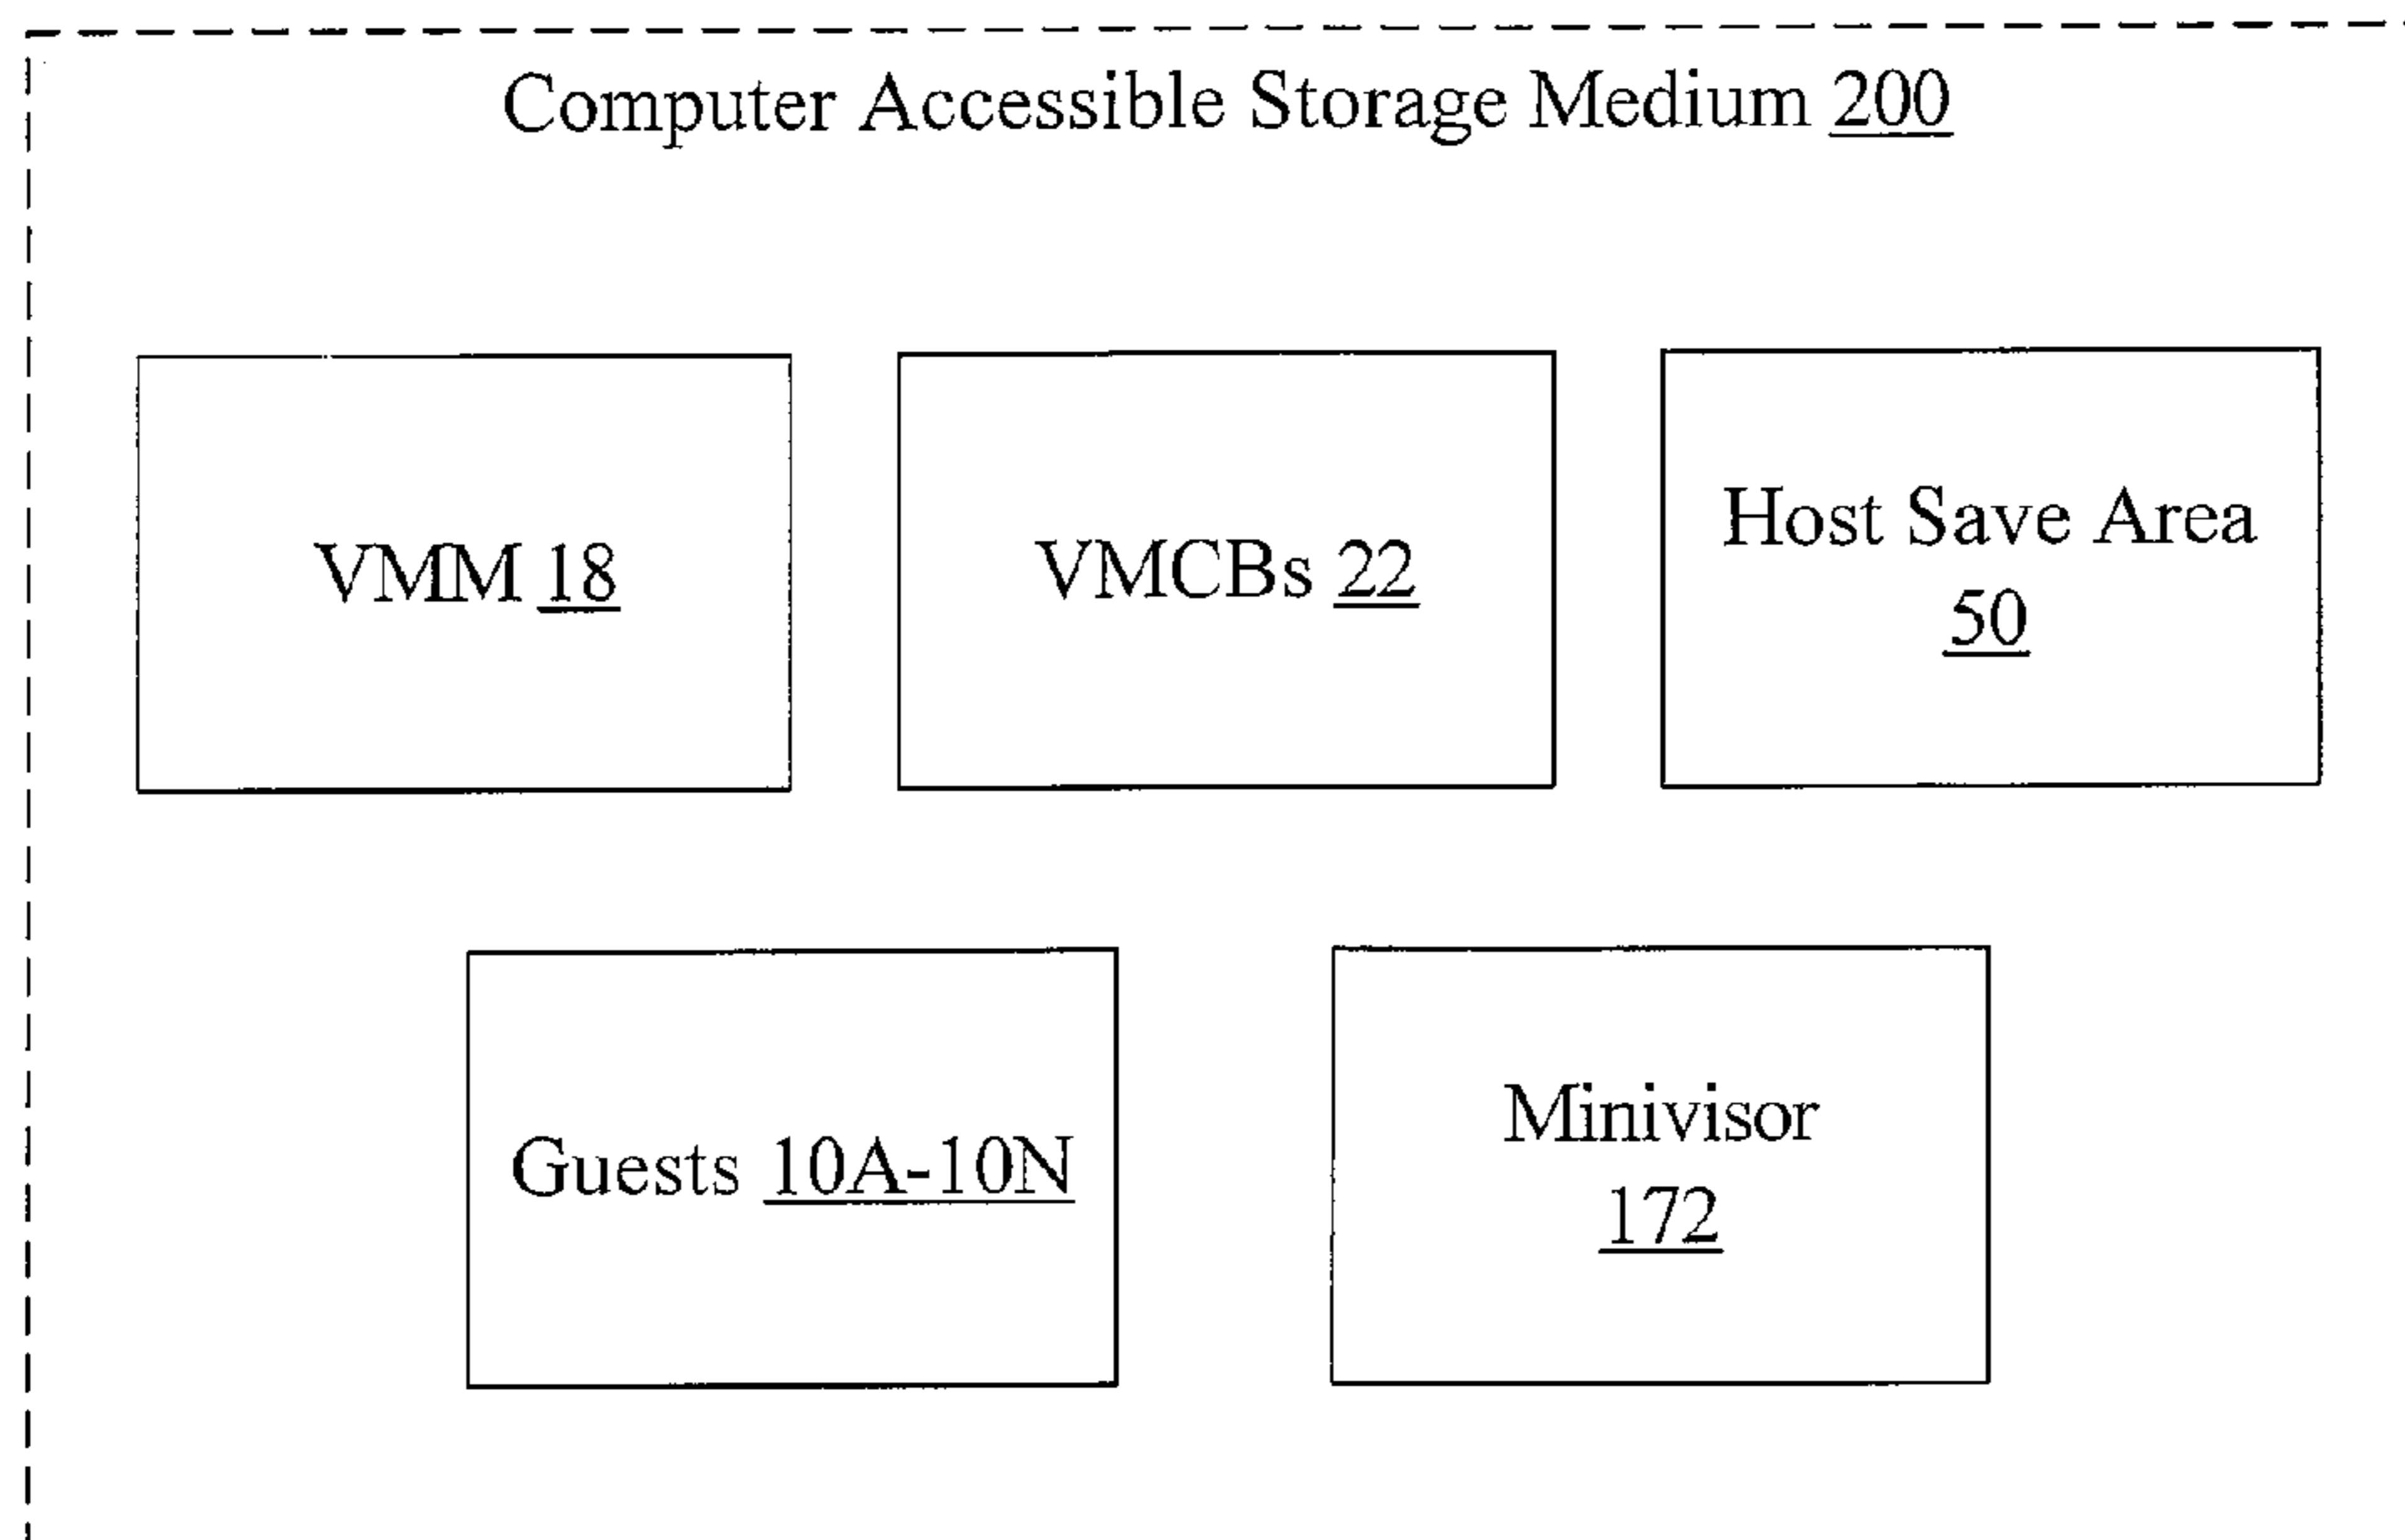 Computer Accessible Storage Medium 200
VMM 18
VMCBs 22
Host Save Area
50
Guests 10A-10N
Minivisor
172